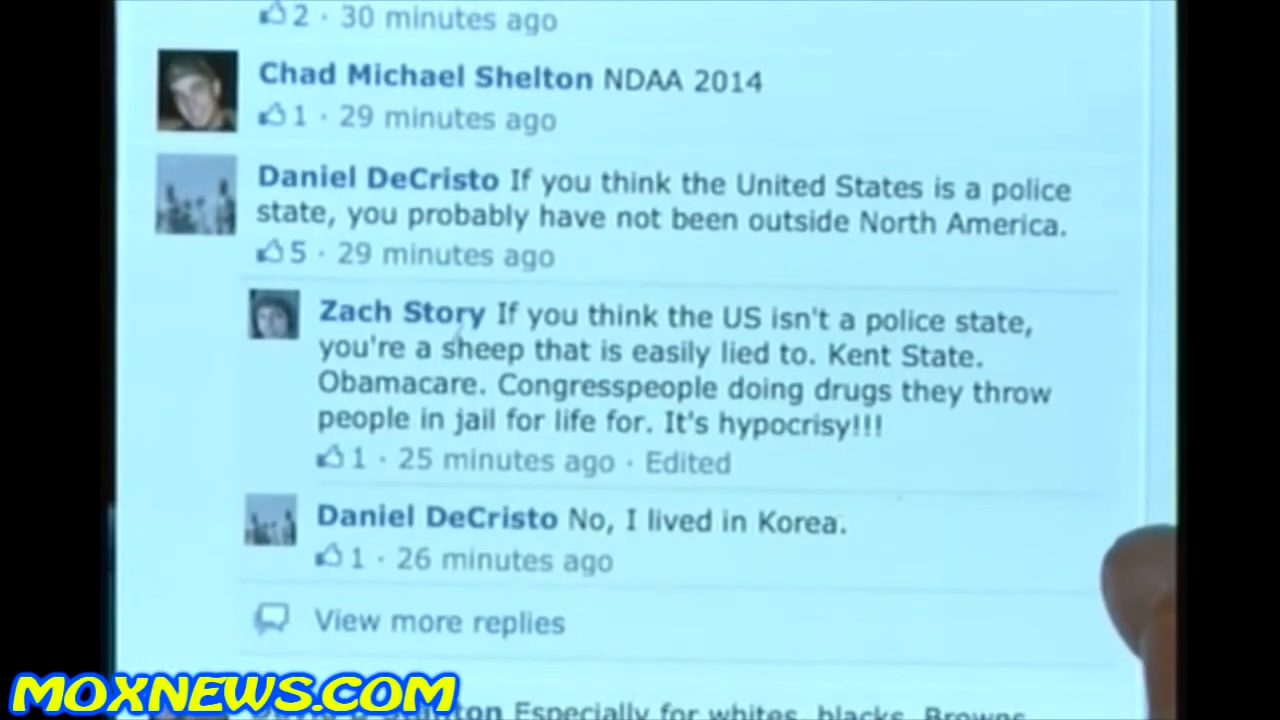 2 · 30 minutes ago
Chad Michael Shelton NDAA 2014
1 · 29 minutes ago
Daniel DeCristo If you think the United States is a police
state, you probably have not been outside North America.
5 · 29 minutes ago
Zach Story If you think the US isn't a police state,
you're a sheep that is easily lied to. Kent State.
Obamacare. Congresspeople doing drugs they throw
people in jail for life for. It's hypocrisy!!!
1 · 25 minutes ago · Edited
Daniel DeCristo No, I lived in Korea.
1 · 26 minutes ago
View more replies
Especially for whites, blacks, Browns
MOXNEWS.COM